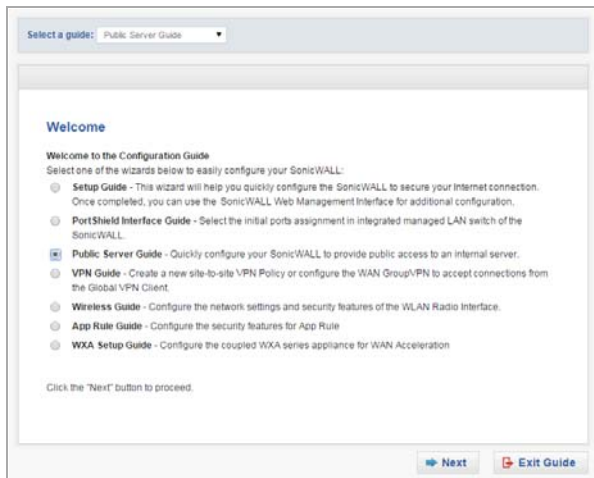 Select a guide: Public Server Guide
Welcome
Welcome to the Configuration Guide
Select one of the wizards below to easily configure your SonicWALL:
Setup Guide - This wizard will help you quickly configure the SonicWALL to secure your Internet connection.
Once completed, you can use the SonicWALL Web Management Interface for additional configuration.
PortShield Interface Guide - Select the initial ports assignment in integrated managed LAN switch of the
SonicWALL.
Public Server Guide - Quickly configure your SonicWALL to provide public access to an internal server.
VPN Guide - Create a new site-to-site VPN Policy or configure the WAN GroupVPN to accept connections from
the Global VPN Client.
Wireless Guide - Configure the network settings and security features of the WLAN Radio Interface.
App Rule Guide - Configure the security features for App Rule
WXA Setup Guide - Configure the coupled WXA series appliance for WAN Acceleration
Click the "Next" button to proceed.
Next Exit Guide